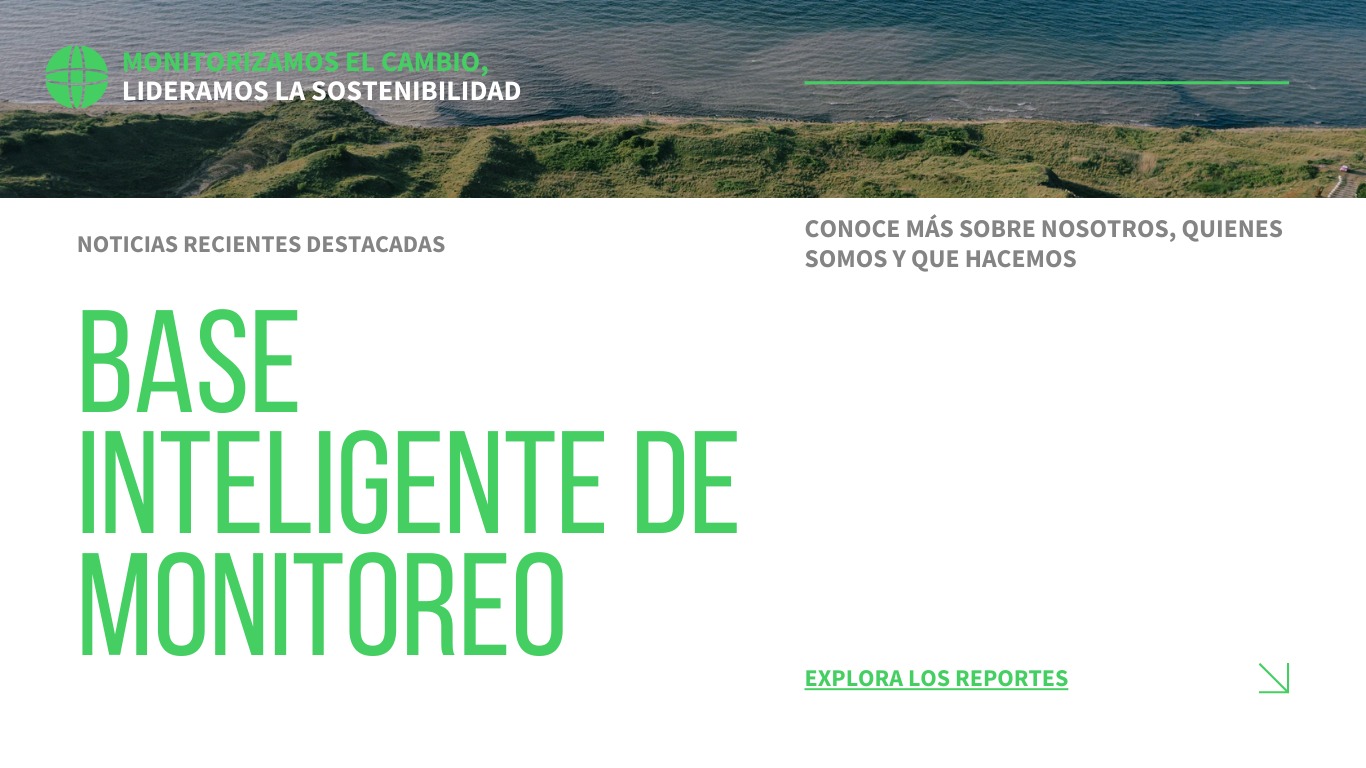 MONITORIZAMOS EL CAMBIO,
LIDERAMOS LA SOSTENIBILIDAD
NOTICIAS RECIENTES DESTACADAS
CONOCE MÁS SOBRE NOSOTROS, QUIENES
SOMOS Y QUE HACEMOS
BASE
INTELIGENTE DE
MONITOREO
EXPLORA LOS REPORTES